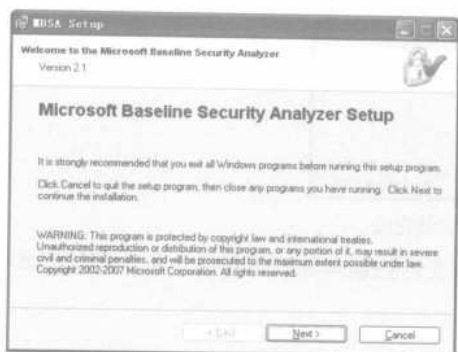 MBSA Setup
Welcome to the Microsoft Baseline Security Analyzer
Version 2.1
Microsoft Baseline Security Analyzer Setup
It is strongly recommended that you exit all Windows programs before running this setup program.
Click Cancel to quit the setup program, then close any programs you have running. Click Next to
continue the installation.
WARNING: This program is protected by copyright law and international treaties.
Unauthorized reproduction or distribution of this program, or any portion of it, may result in severe
civil and criminal penalties, and will be prosecuted to the maximum extent possible under law.
Copyright 2002-2007 Microsoft Corporation. All rights reserved.
< Back
Next >
Cancel